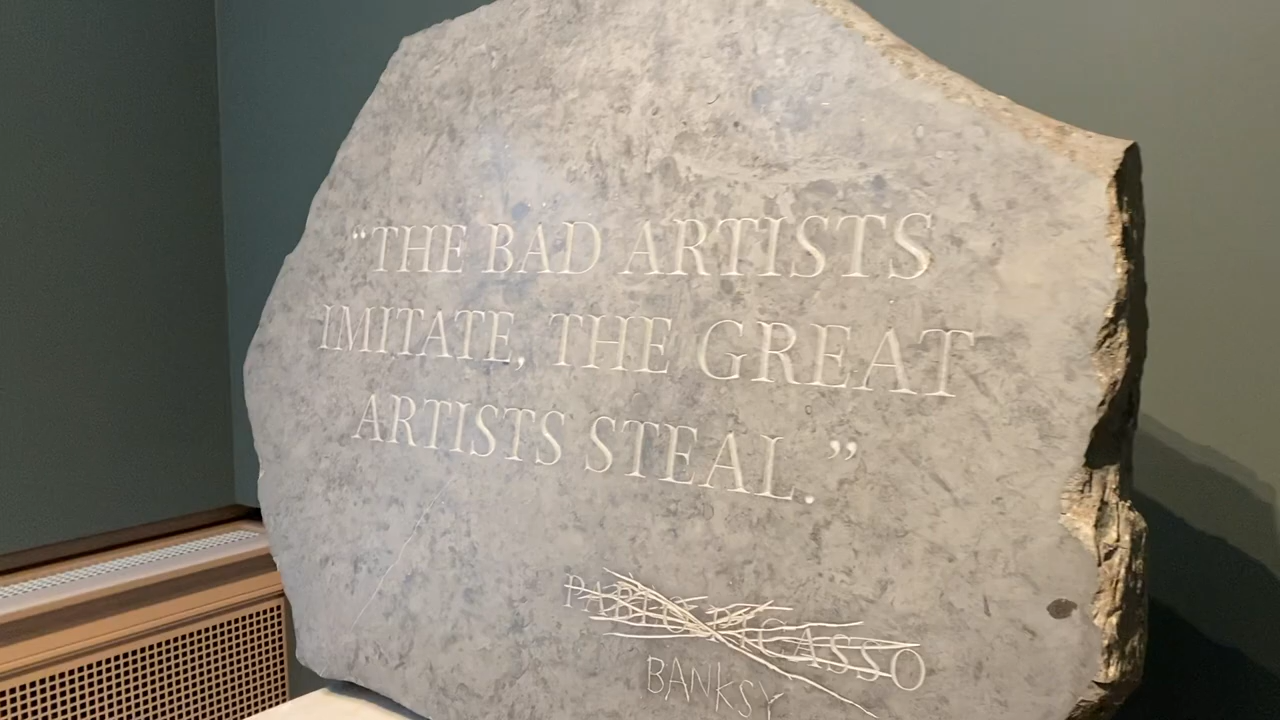 “THE BAD ARTISTS
IMITATE, THE GREAT
ARTISTS STEAL.”
PABLO PICASSO
BANKSY